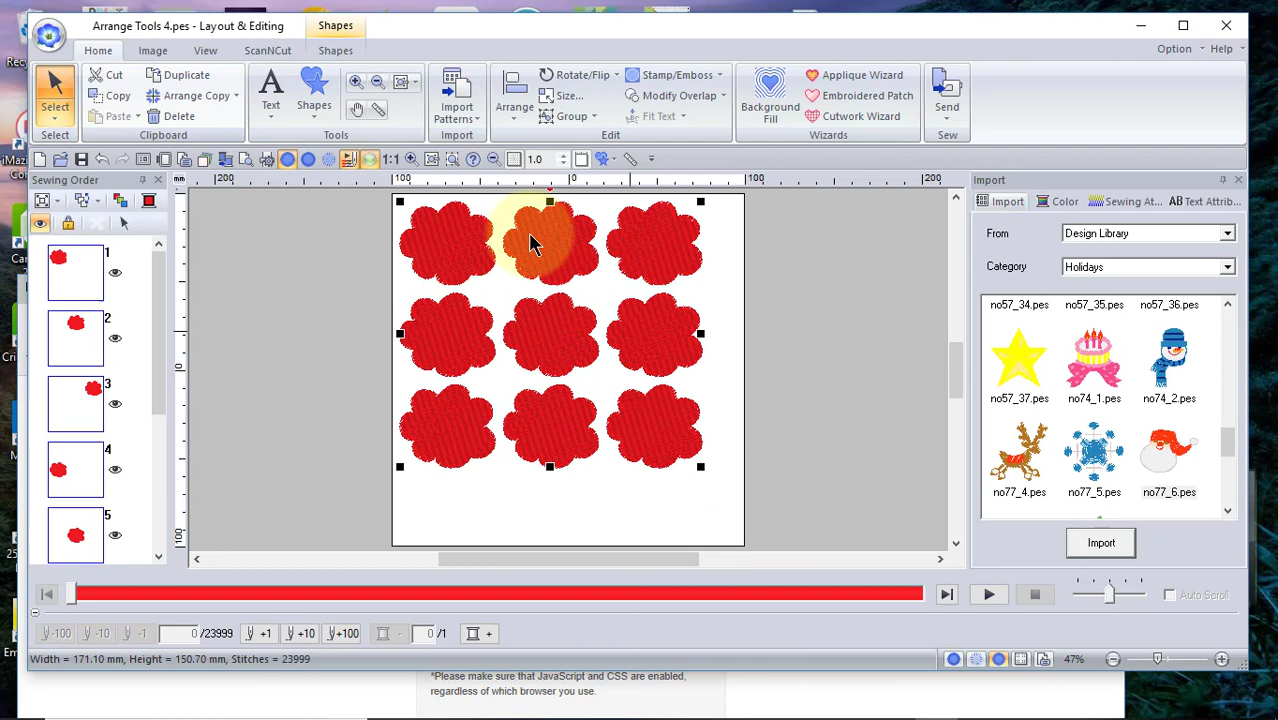 Arrange Tools 4.pes - Layout & Editing
Shapes
Home Image View ScanNCut Shapes Option Help
Select
Select
Cut
Copy
Paste
Duplicate
Arrange Copy
Delete
Clipboard
Text
Shapes
Tools
Import Patterns
Import
Arrange
Rotate/Flip
Size...
Group
Stamp/Emboss
Modify Overlap
Fit Text
Edit
Background Fill
Applique Wizard
Embroidered Patch
Cutwork Wizard
Wizards
Send
Sew
1:1
1.0
Sewing Order
1
2
3
4
5
mm
200 100 0 100 200
0
100
Import
Import Color Sewing At... Text Attrib...
From Design Library
Category Holidays
no57_34.pes no57_35.pes no57_36.pes
no57_37.pes no74_1.pes no74_2.pes
no77_4.pes no77_5.pes no77_6.pes
Import
Auto Scroll
-100 -10 -1 0 /23999 +1 +10 +100 - 0 /1 +
Width = 171.10 mm, Height = 150.70 mm, Stitches = 23999
47%
*Please make sure that JavaScript and CSS are enabled,
regardless of which browser you use.